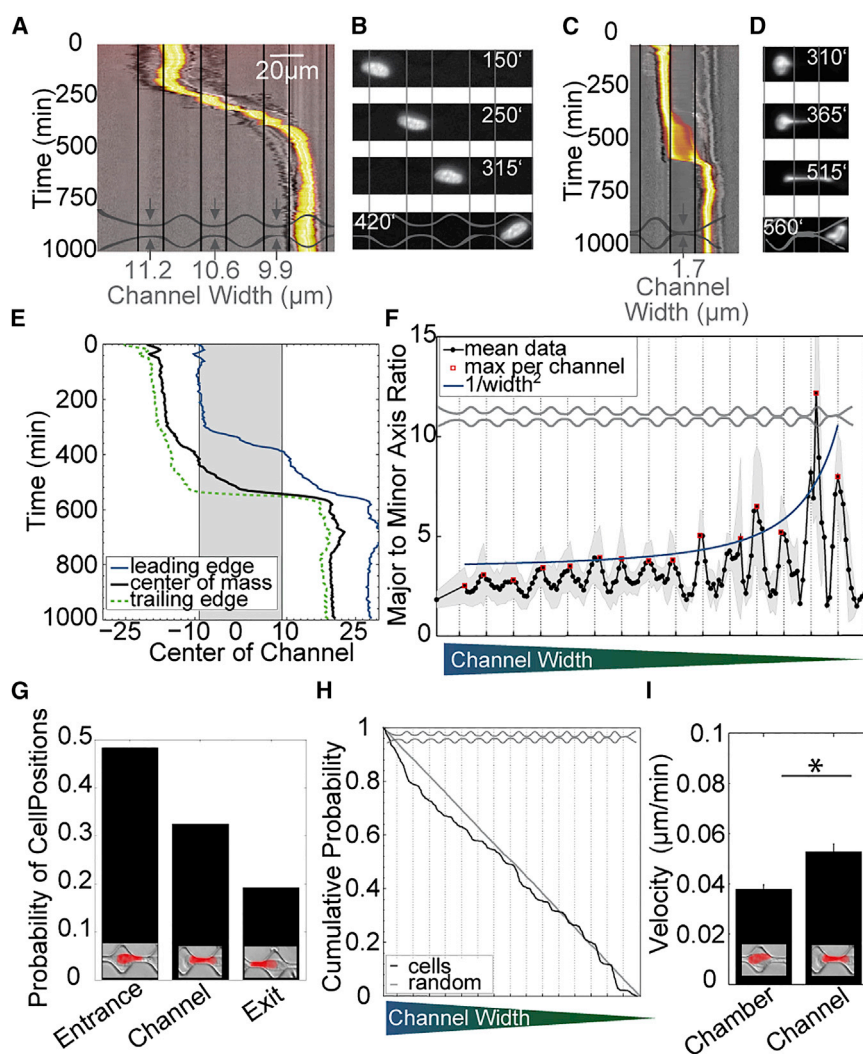 A
0
250
500
750
1000
Time (min)
20µm
11.2
10.6
9.9
Channel Width (µm)
B
150‘
250‘
315‘
420‘
C
0
250
500
750
1000
Time (min)
1.7
Channel
Width (µm)
D
310‘
365‘
515‘
560‘
E
0
200
400
600
800
1000
Time (min)
leading edge
center of mass
trailing edge
-25
-10
0
10
25
Center of Channel
F
15
10
5
0
Major to Minor Axis Ratio
mean data
max per channel
1/width²
Channel Width
G
0.5
0.4
0.3
0.2
0.1
0
Probability of CellPositions
Entrance
Channel
Exit
H
1
0.8
0.6
0.4
0.2
0
Cumulative Probability
cells
random
Channel Width
I
0.1
0.08
0.06
0.04
0.02
0
Velocity (µm/min)
*
Chamber
Channel